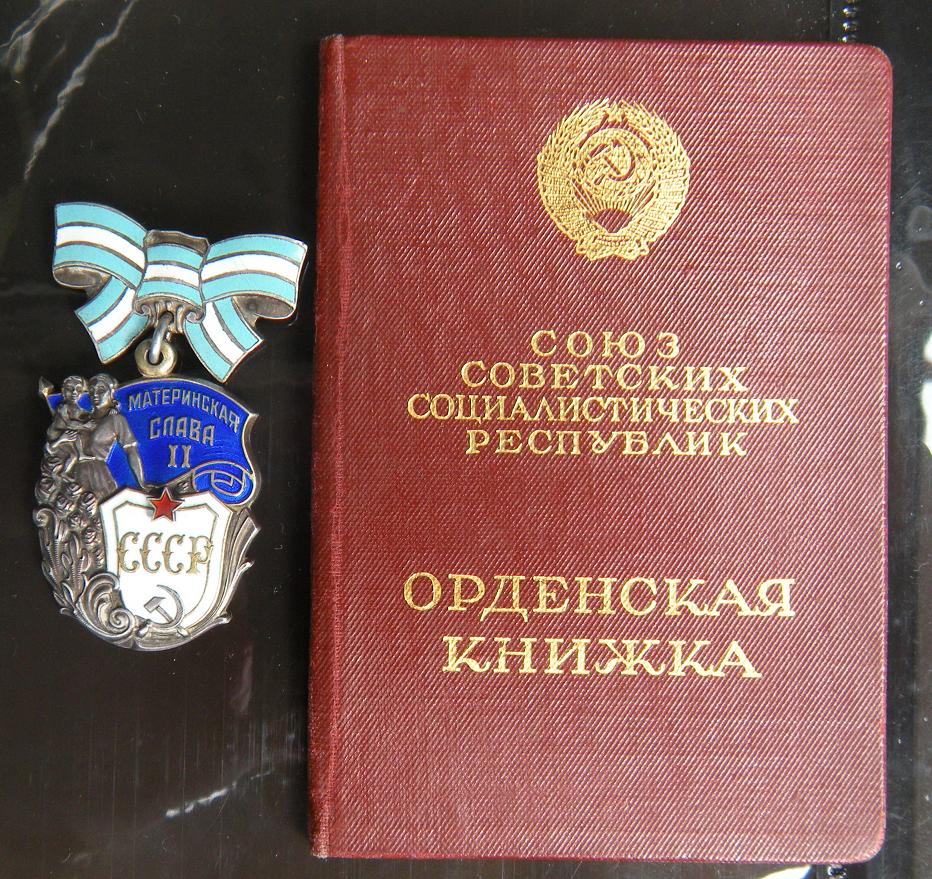 МАТЕРИНСКАЯ
СЛАВА
II
СССР
СОЮЗ
СОВЕТСКИХ
СОЦИАЛИСТИЧЕСКИХ
РЕСПУБЛИК
ОРДЕНСКАЯ
КНИЖКА